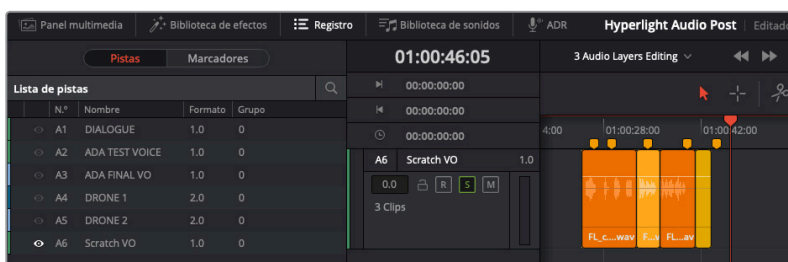 Panel multimedia Biblioteca de efectos Registro Biblioteca de sonidos ADR Hyperlight Audio Post Editado
Pistas Marcadores 01:00:46:05 3 Audio Layers Editing
Lista de pistas 00:00:00:00
N.º Nombre Formato Grupo 00:00:00:00
A1 DIALOGUE 1.0 0 00:00:00:00 4:00 01:00:28:00 01:00:42:00
A2 ADA TEST VOICE 1.0 0 A6 Scratch VO 1.0
A3 ADA FINAL VO 1.0 0 0.0 R S M
A4 DRONE 1 2.0 0 3 Clips
A5 DRONE 2 2.0 0
A6 Scratch VO 1.0 0 FL_c....wav F...v FL...av